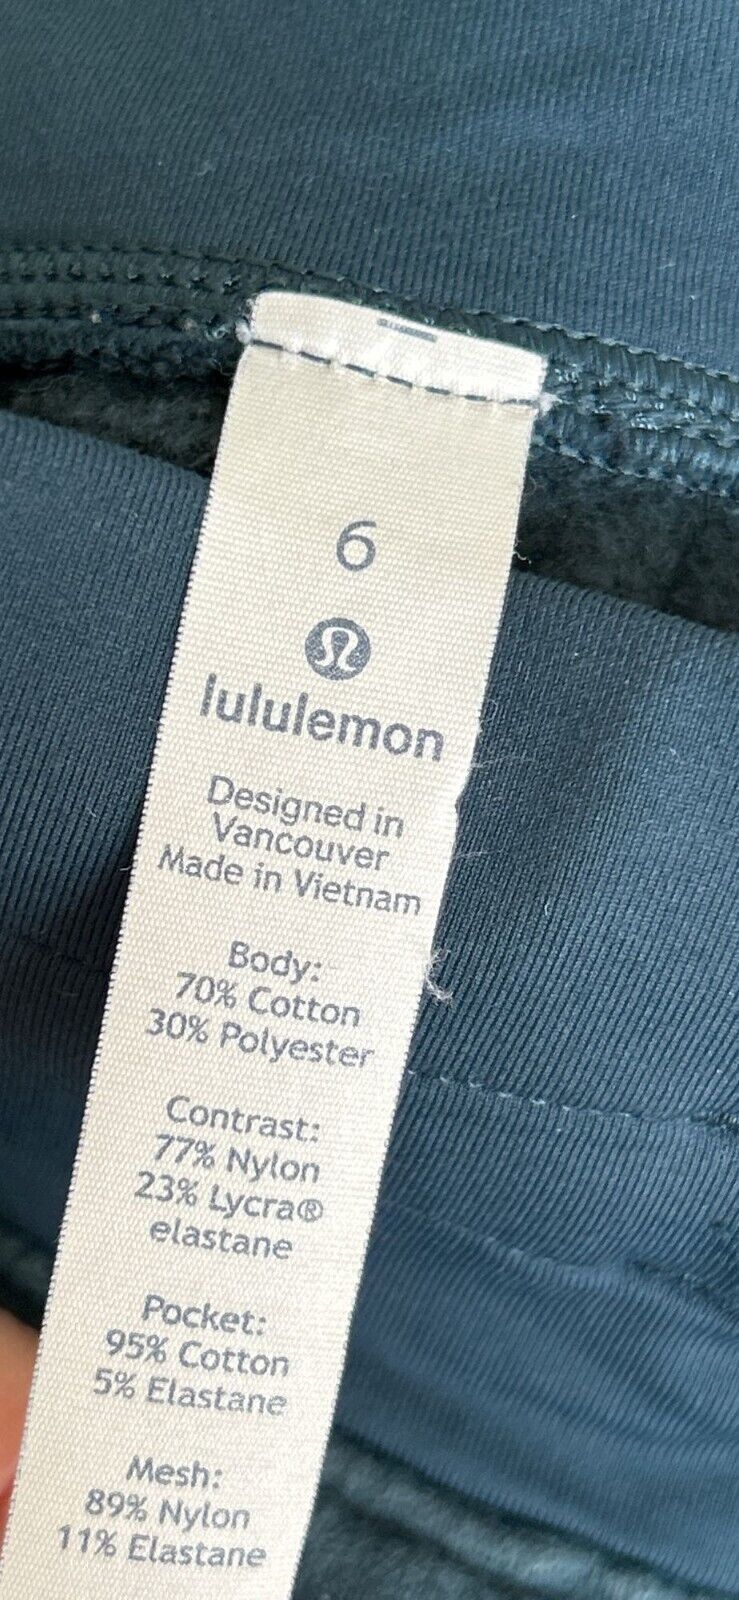 6
lululemon
Designed in
Vancouver
Made in Vietnam
Body:
70% Cotton
30% Polyester
Contrast:
77% Nylon
23% Lycra®
elastane
Pocket:
95% Cotton
5% Elastane
Mesh:
89% Nylon
11% Elastane